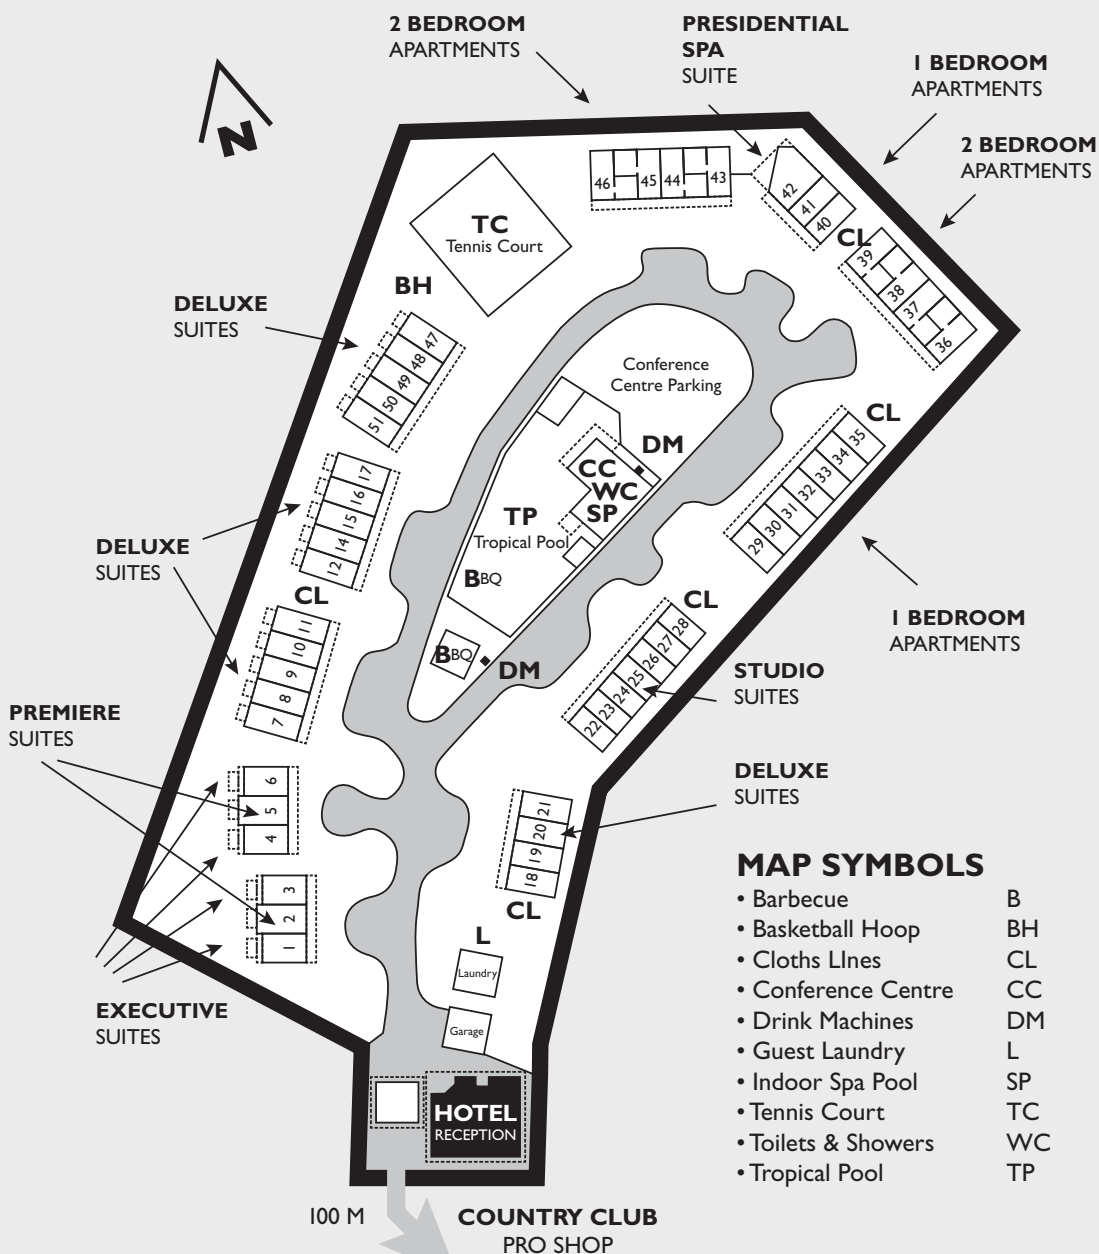 2 BEDROOM
APARTMENTS
PRESIDENTIAL
SPA
SUITE
1 BEDROOM
APARTMENTS
2 BEDROOM
APARTMENTS
N
46
45
44
43
42
41
40
CL
39
38
37
36
TC
Tennis Court
BH
DELUXE
SUITES
47
48
49
50
51
Conference
Centre Parking
CL
35
34
33
32
31
30
29
DM
CC
WC
SP
TP
Tropical Pool
BBQ
BBQ
DM
17
16
15
14
12
DELUXE
SUITES
CL
11
10
9
8
7
1 BEDROOM
APARTMENTS
CL
28
27
26
25
24
23
22
STUDIO
SUITES
PREMIERE
SUITES
6
5
4
3
2
1
DELUXE
SUITES
21
20
19
18
CL
EXECUTIVE
SUITES
L
Laundry
Garage
HOTEL
RECEPTION
100 M
COUNTRY CLUB
PRO SHOP
MAP SYMBOLS
• Barbecue B
• Basketball Hoop BH
• Cloths LInes CL
• Conference Centre CC
• Drink Machines DM
• Guest Laundry L
• Indoor Spa Pool SP
• Tennis Court TC
• Toilets & Showers WC
• Tropical Pool TP